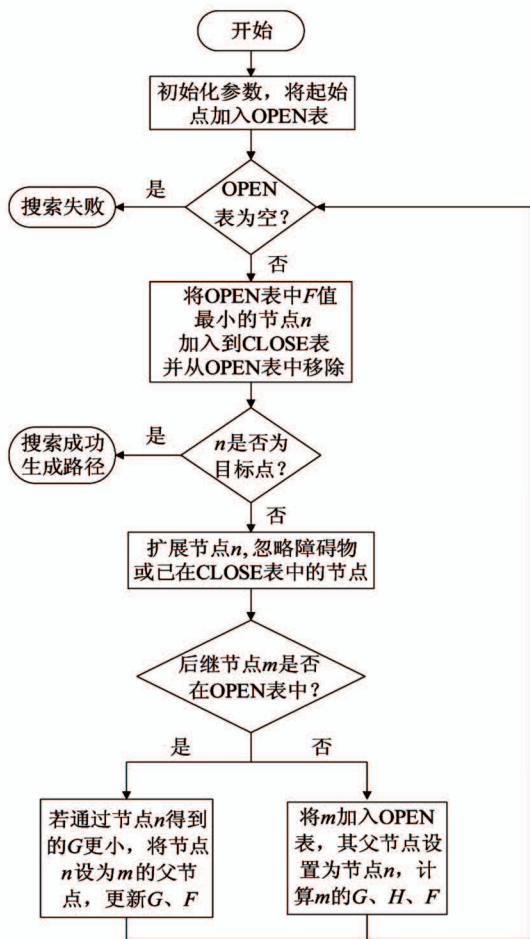 开始
初始化参数，将起始
点加入OPEN表
OPEN
表为空？
是
搜索失败
否
将OPEN表中F值
最小的节点n
加入到CLOSE表
并从OPEN表中移除
n是否为
目标点？
是
搜索成功
生成路径
否
扩展节点n,忽略障碍物
或已在CLOSE表中的节点
后继节点m是否
在OPEN表中？
是
否
若通过节点n得到
的G更小，将节点
n设为m的父节
点，更新G、F
将m加入OPEN
表，其父节点设
置为节点n，计
算m的G、H、F